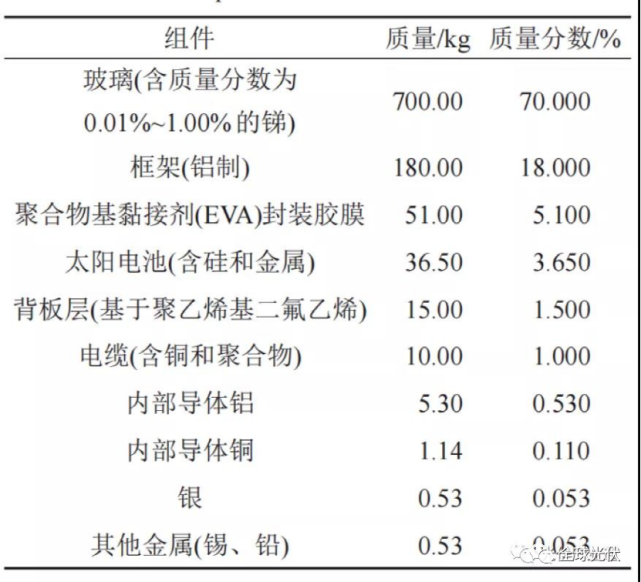 组件 质量/kg 质量分数/%
玻璃(含质量分数为
0.01%~1.00%的锑) 700.00 70.000
框架(铝制) 180.00 18.000
聚合物基黏接剂(EVA)封装胶膜 51.00 5.100
太阳电池(含硅和金属) 36.50 3.650
背板层(基于聚乙烯基二氟乙烯) 15.00 1.500
电缆(含铜和聚合物) 10.00 1.000
内部导体铝 5.30 0.530
内部导体铜 1.14 0.110
银 0.53 0.053
其他金属(锡、铅) 0.53 0.053
全球光伏